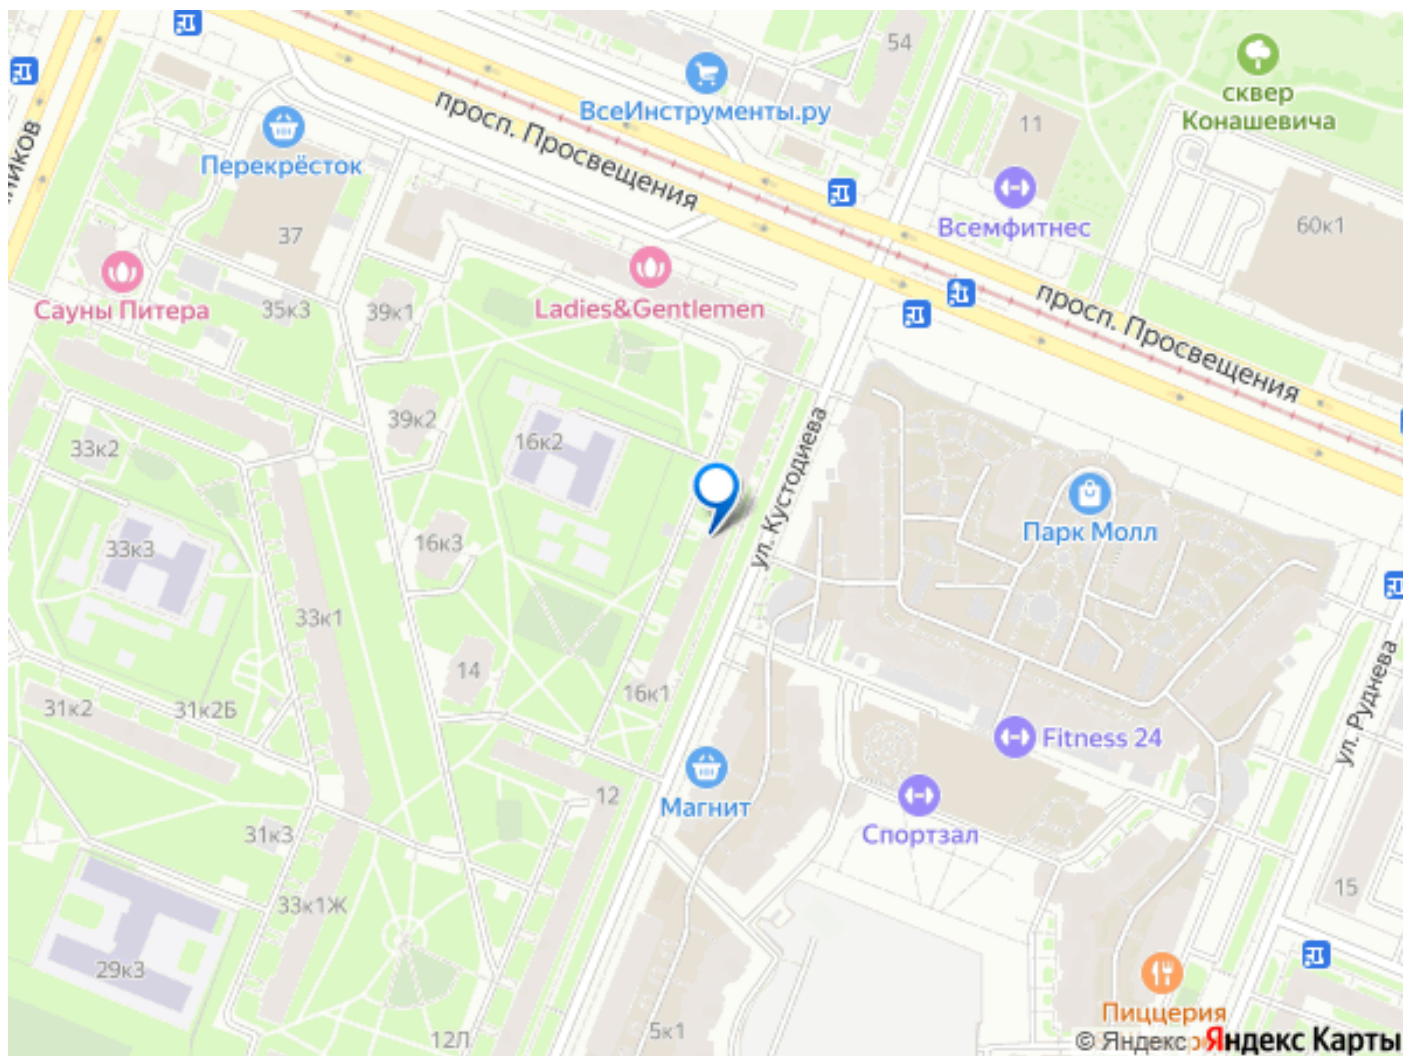 54
ВсеИнструменты.ру
сквер
Конашевича
11
просп. Просвещения
Перекрёсток
Всемфитнес
60к1
37
Сауны Питера
35к3
39к1
Ladies&Gentlemen
просп. Просвещения
39к2
33к2
16к2
ул. Кустодиева
Парк Молл
33к3
16к3
33к1
14
16к1
31к2
31к2Б
ул. Руднева
Fitness 24
12
Магнит
31к3
Спортзал
15
33к1Ж
29к3
Пиццерия
5к1
12Л
© Яндекс
Яндекс Карты